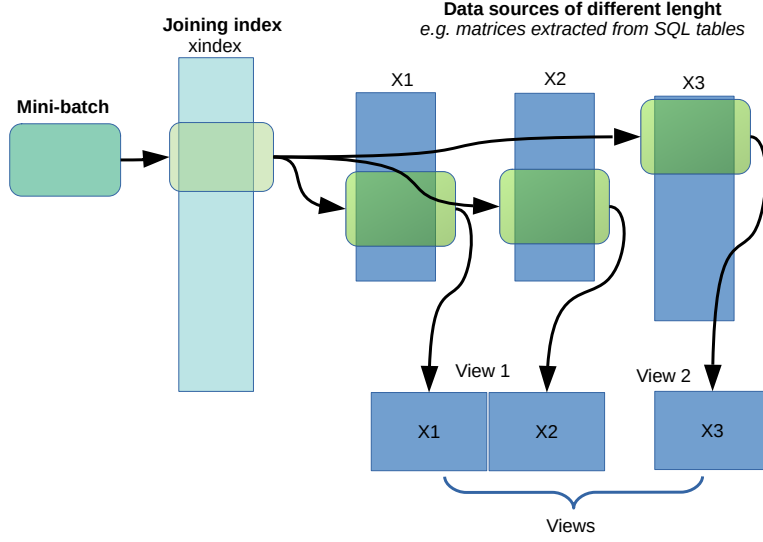 Data sources of different lenght
e.g. matrices extracted from SQL tables
Joining index
xindex
X1
X2
X3
Mini-batch
View 1
View 2
X1
X2
X3
Views